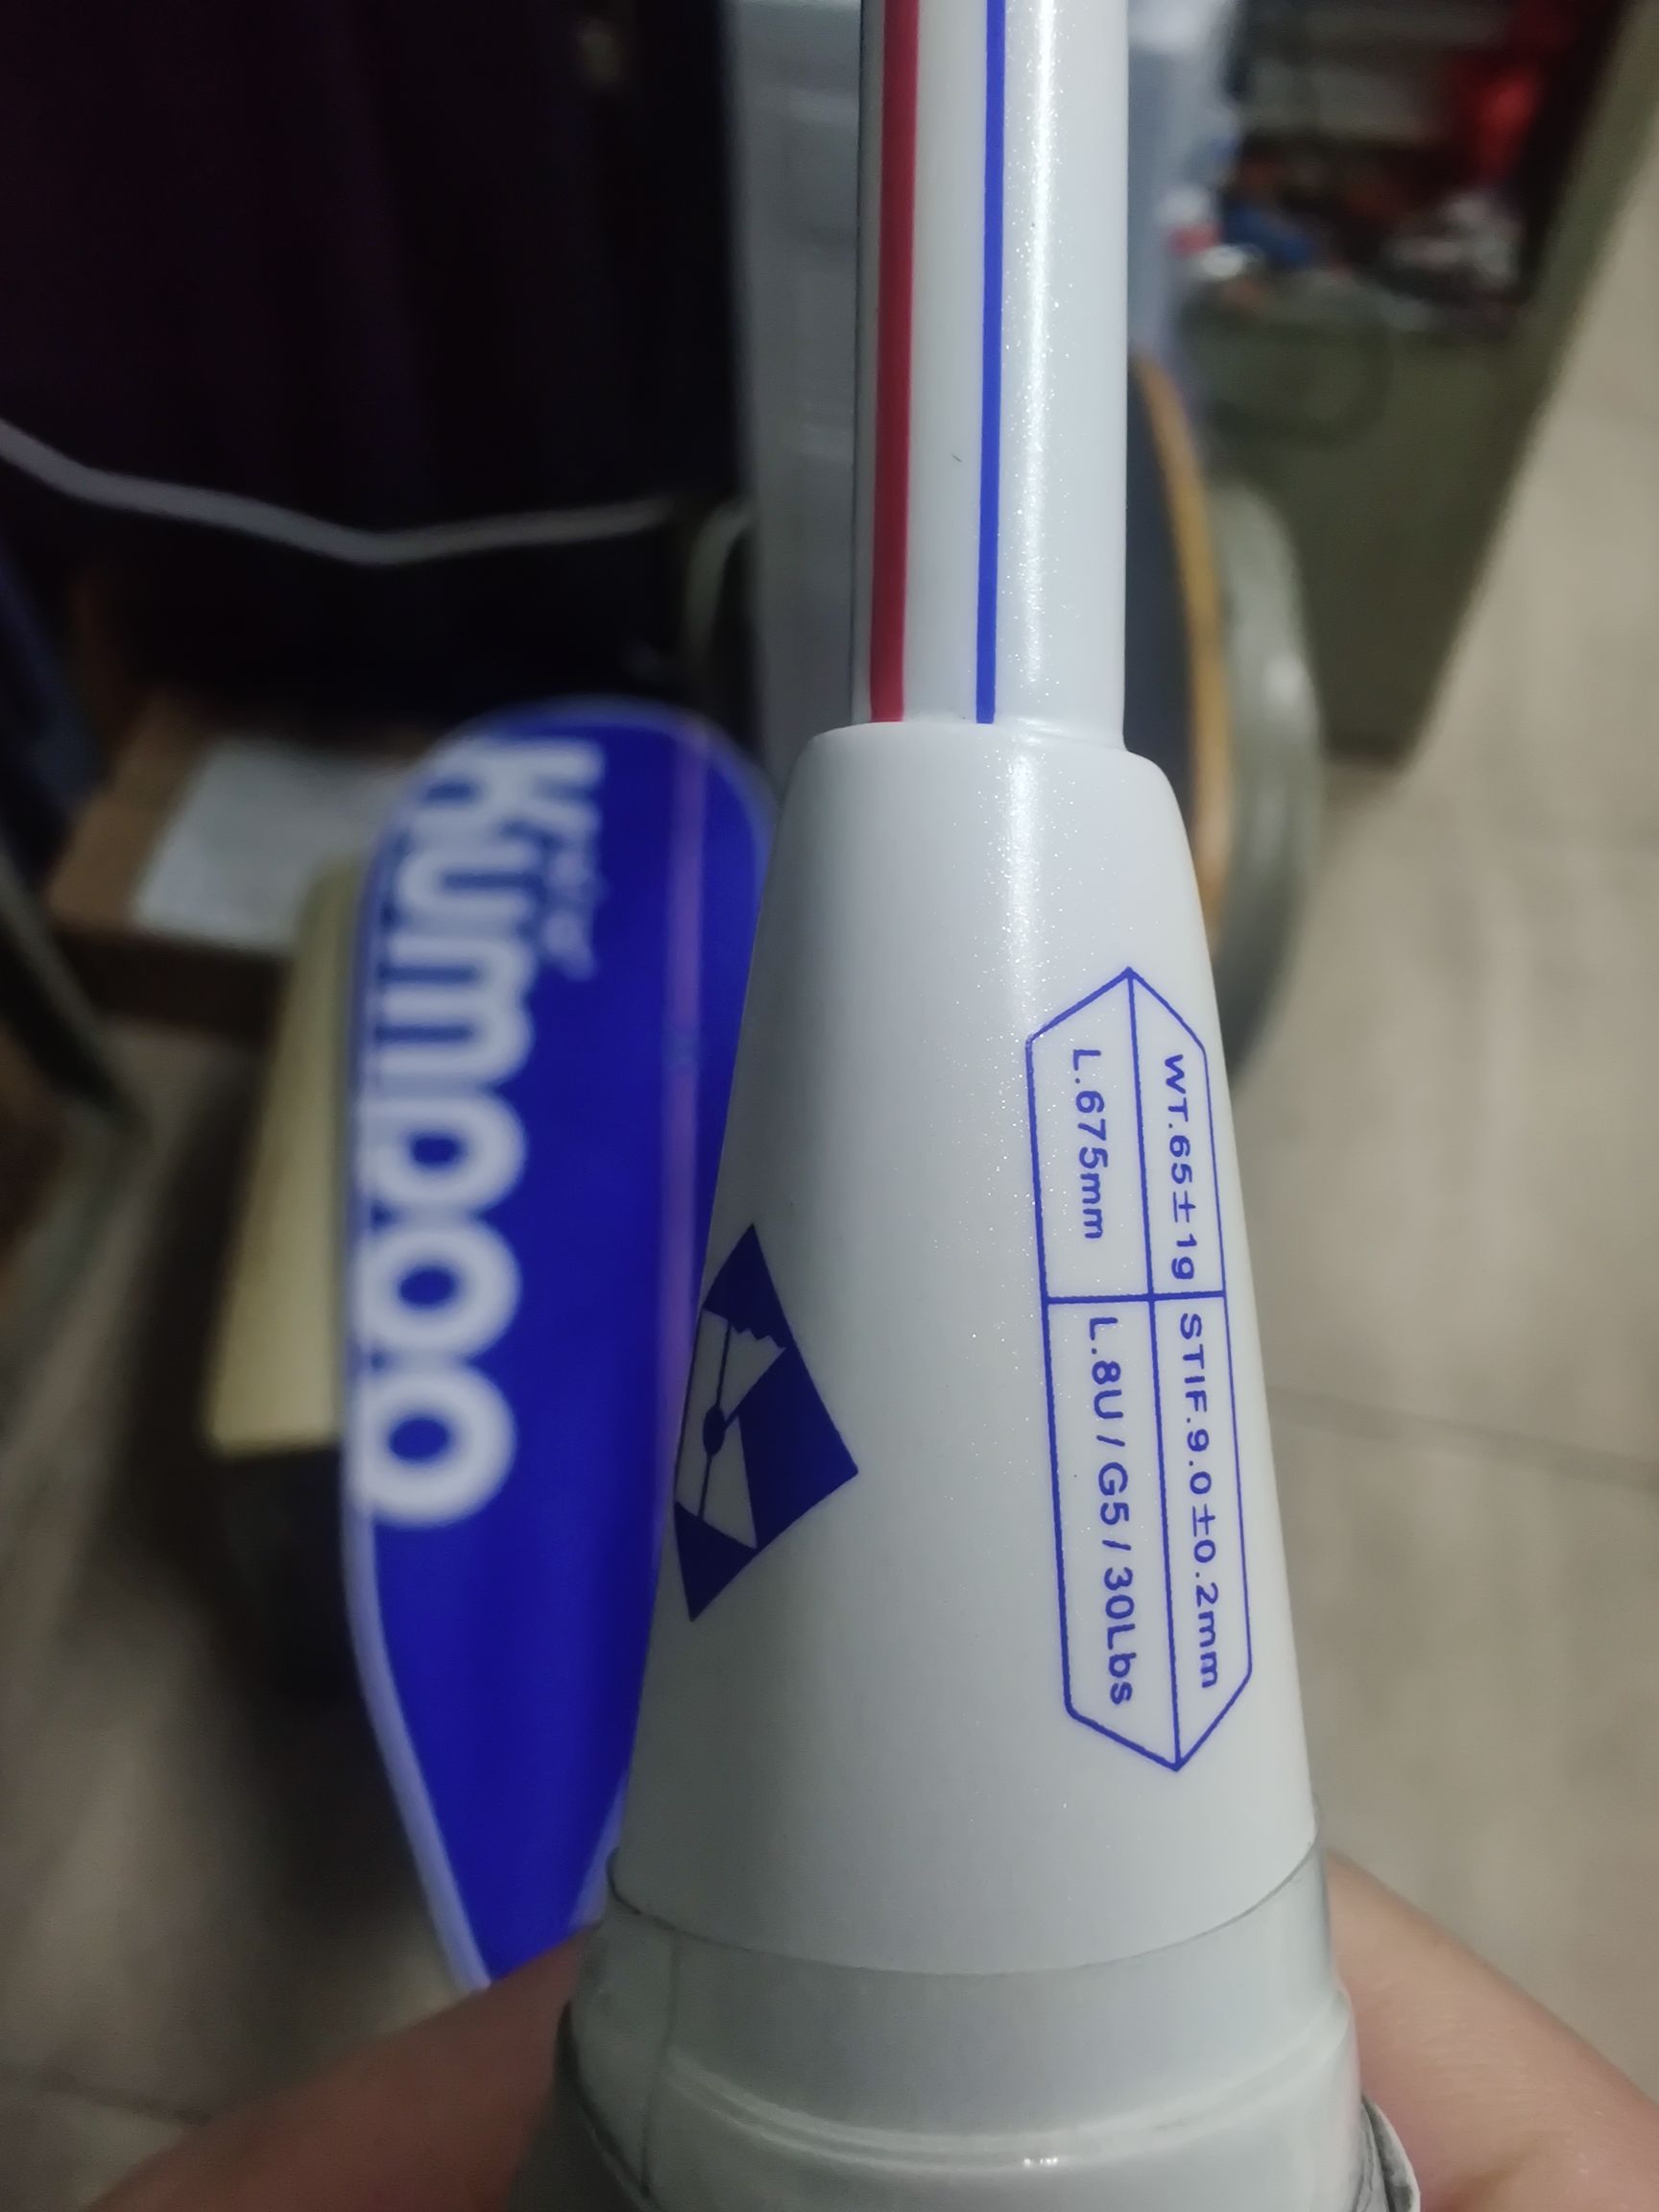 kumpoo
WT.65±1g
STIF.9.0±0.2mm
L.675mm
L.8U/G5/30Lbs